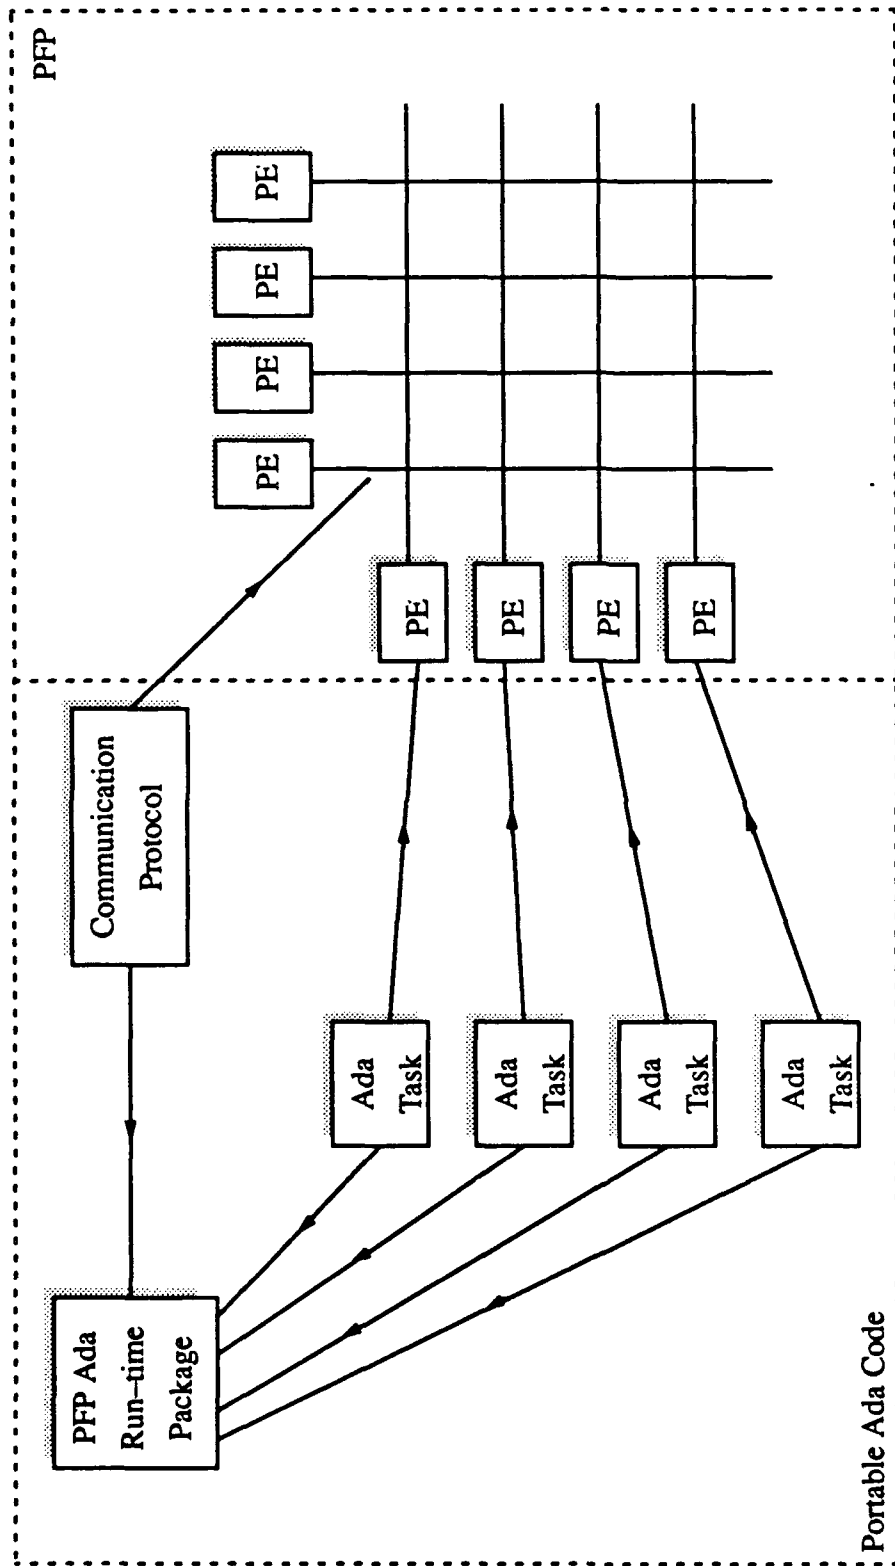 PFP Ada
Run-time
Package
Communication
Protocol
Ada
Task
Ada
Task
Ada
Task
Ada
Task
PE
PE
PE
PE
PE
PE
PE
PE
PFP
Portable Ada Code